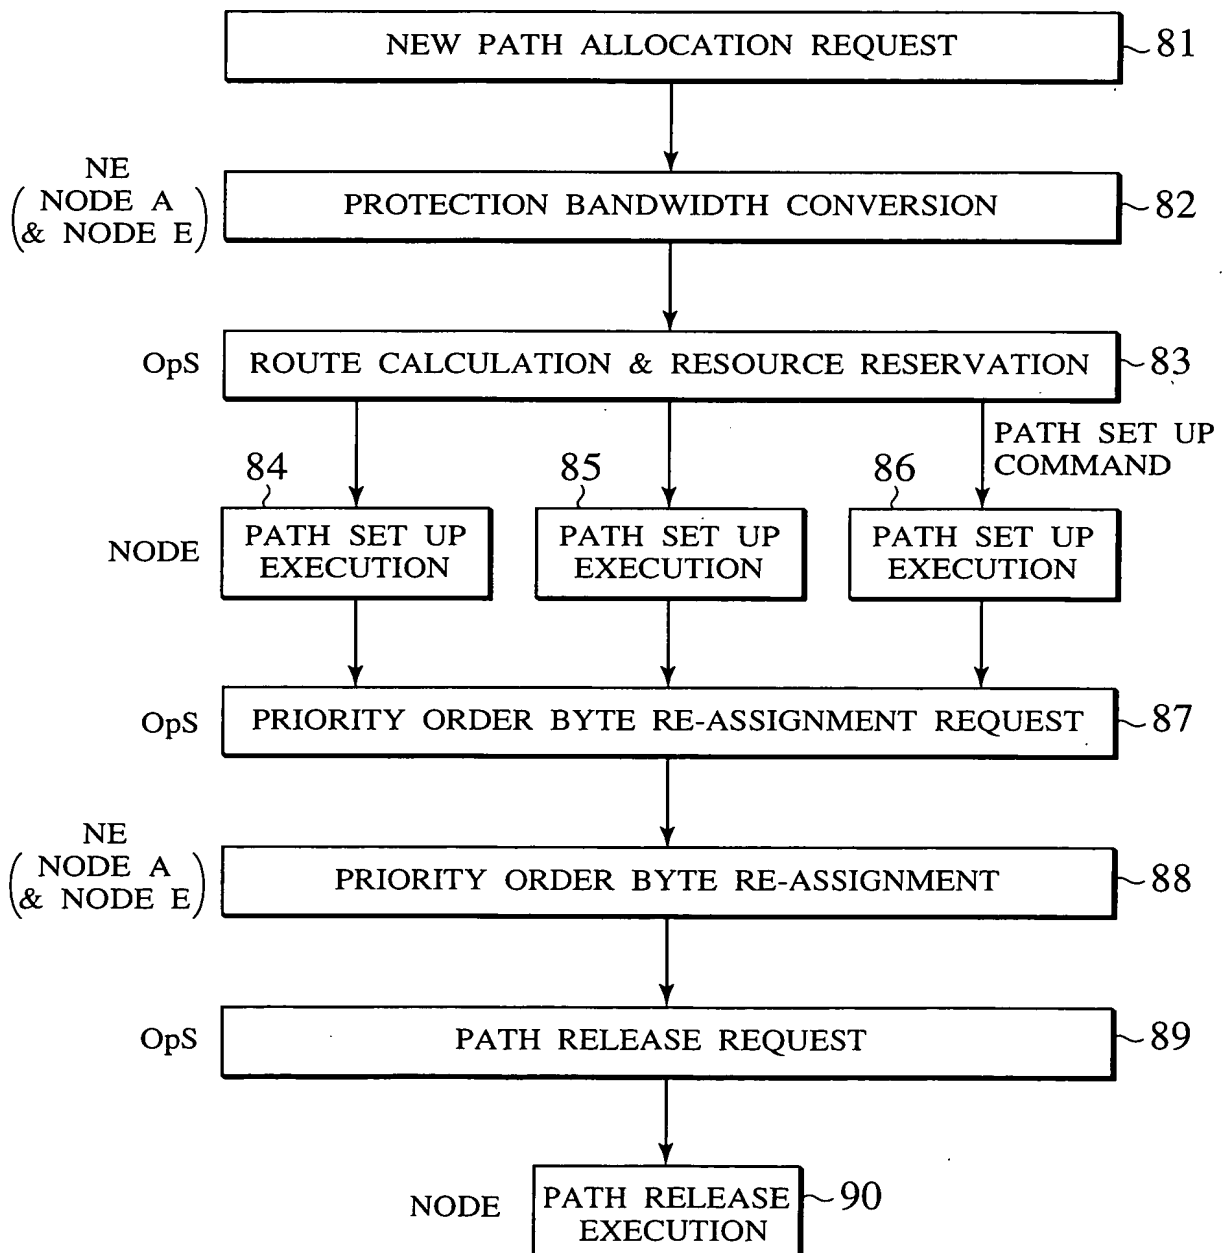 NEW PATH ALLOCATION REQUEST
81
NE
(NODE A
& NODE E)
PROTECTION BANDWIDTH CONVERSION
82
OpS
ROUTE CALCULATION & RESOURCE RESERVATION
83
PATH SET UP
COMMAND
84
85
86
NODE
PATH SET UP
EXECUTION
PATH SET UP
EXECUTION
PATH SET UP
EXECUTION
OpS
PRIORITY ORDER BYTE RE-ASSIGNMENT REQUEST
87
NE
(NODE A
& NODE E)
PRIORITY ORDER BYTE RE-ASSIGNMENT
88
OpS
PATH RELEASE REQUEST
89
NODE
PATH RELEASE
EXECUTION
90